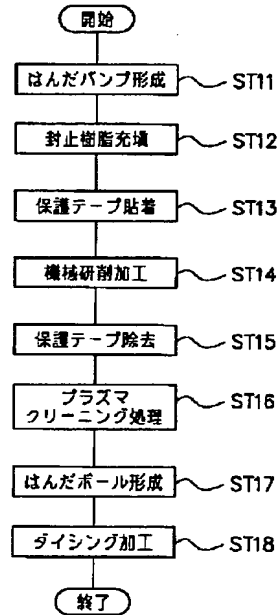 開始
はんだバンプ形成 ST11
封止樹脂充填 ST12
保護テープ貼着 ST13
機械研削加工 ST14
保護テープ除去 ST15
プラズマ
クリーニング処理 ST16
はんだボール形成 ST17
ダイシング加工 ST18
終了